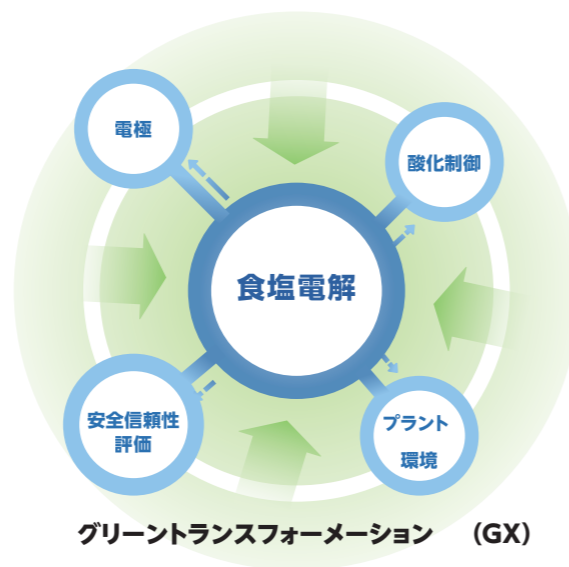 電極
酸化制御
食塩電解
安全信頼性
評価
プラント
環境
グリーントランスフォーメーション （GX）